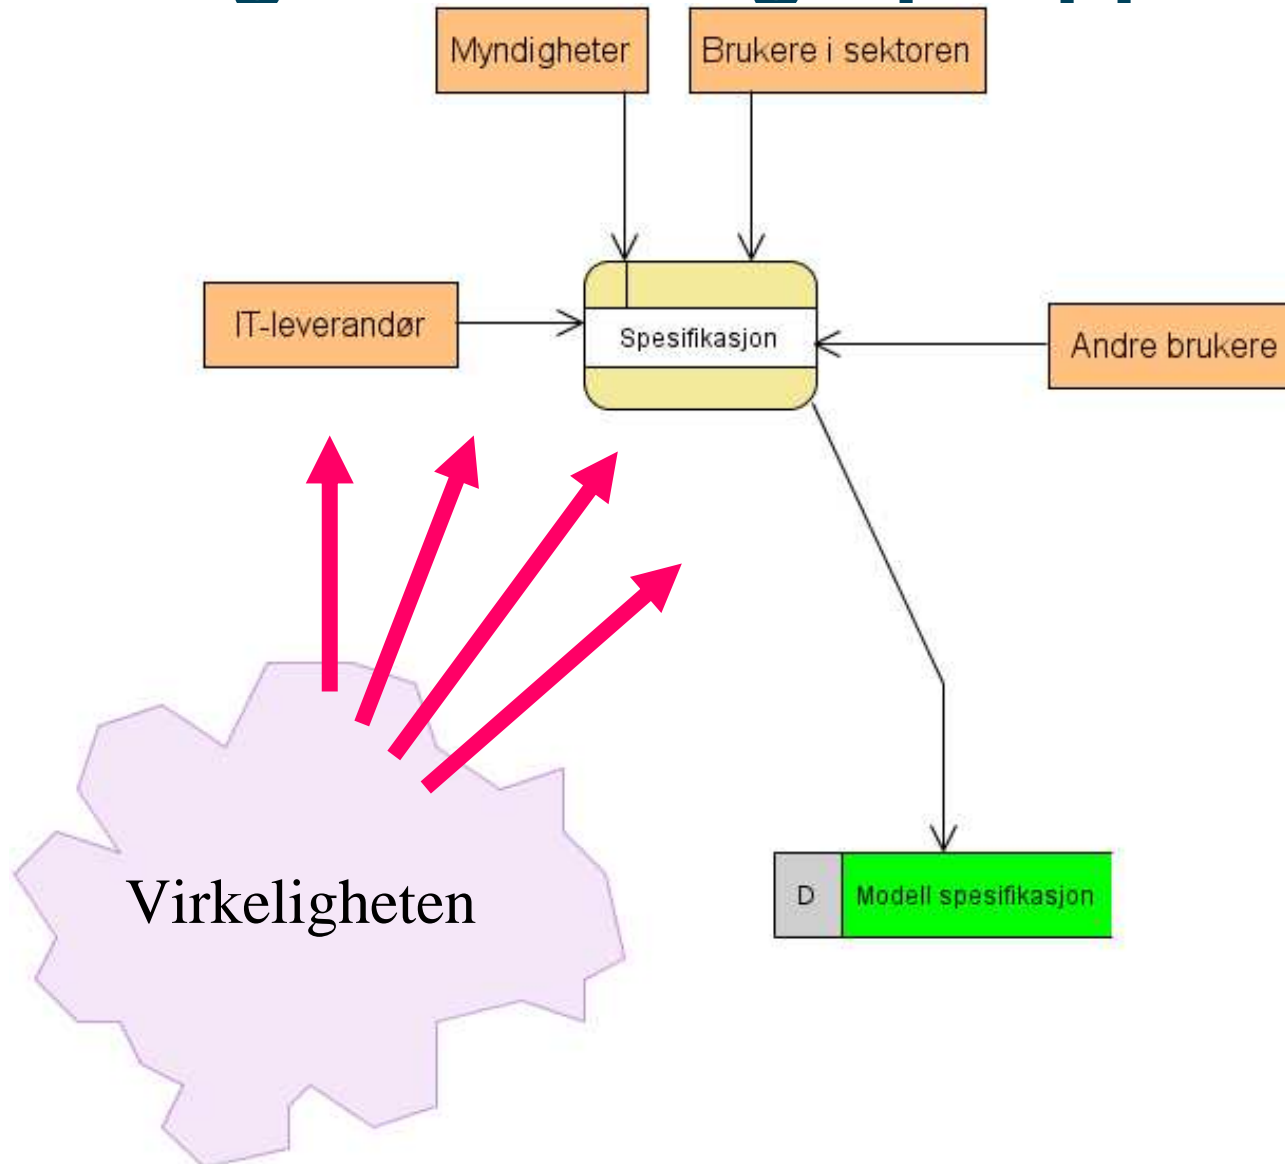 Myndigheter
Brukere i sektoren
IT-leverandør
Spesifikasjon
Andre brukere
Virkeligheten
D
Modell spesifikasjon